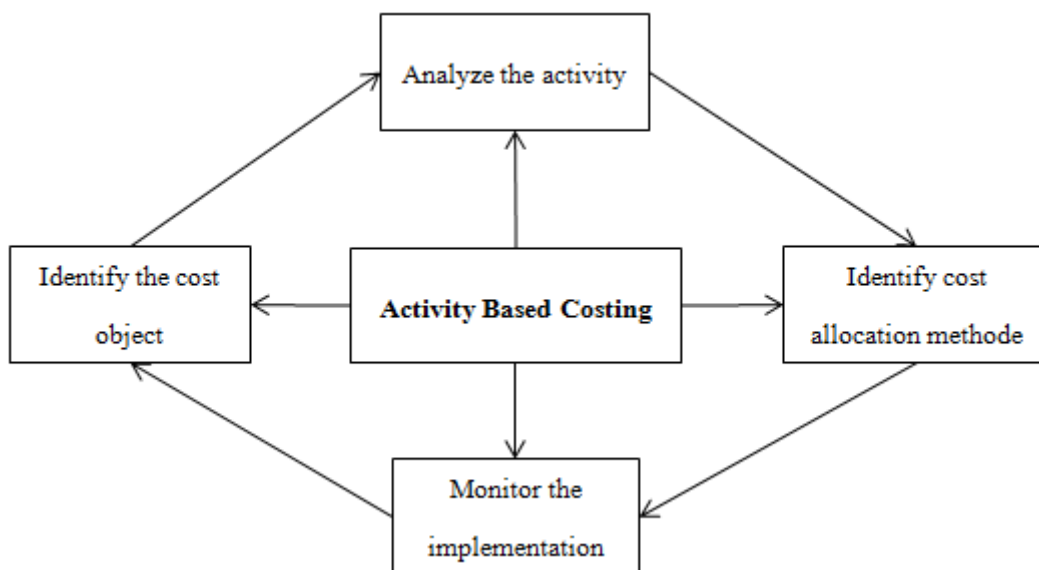 Analyze the activity
Identify the cost
object
Activity Based Costing
Identify cost
allocation methode
Monitor the
implementation